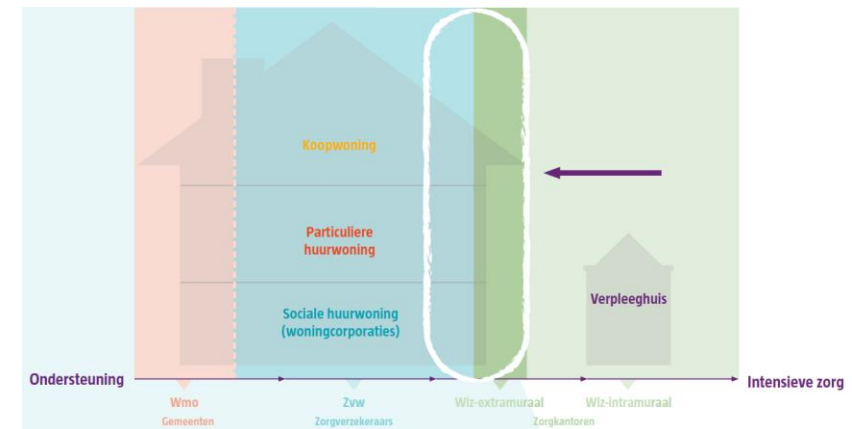 Koopwoning
Particuliere
huurwoning
Sociale huurwoning
(woningcorporaties)
Verpleeghuis
Ondersteuning
Intensieve zorg
Wmo
Zvw
Wlz-extramuraal
Wlz-intramuraal
Gemeenten
Zorgverzekeraars
Zorgkantoren